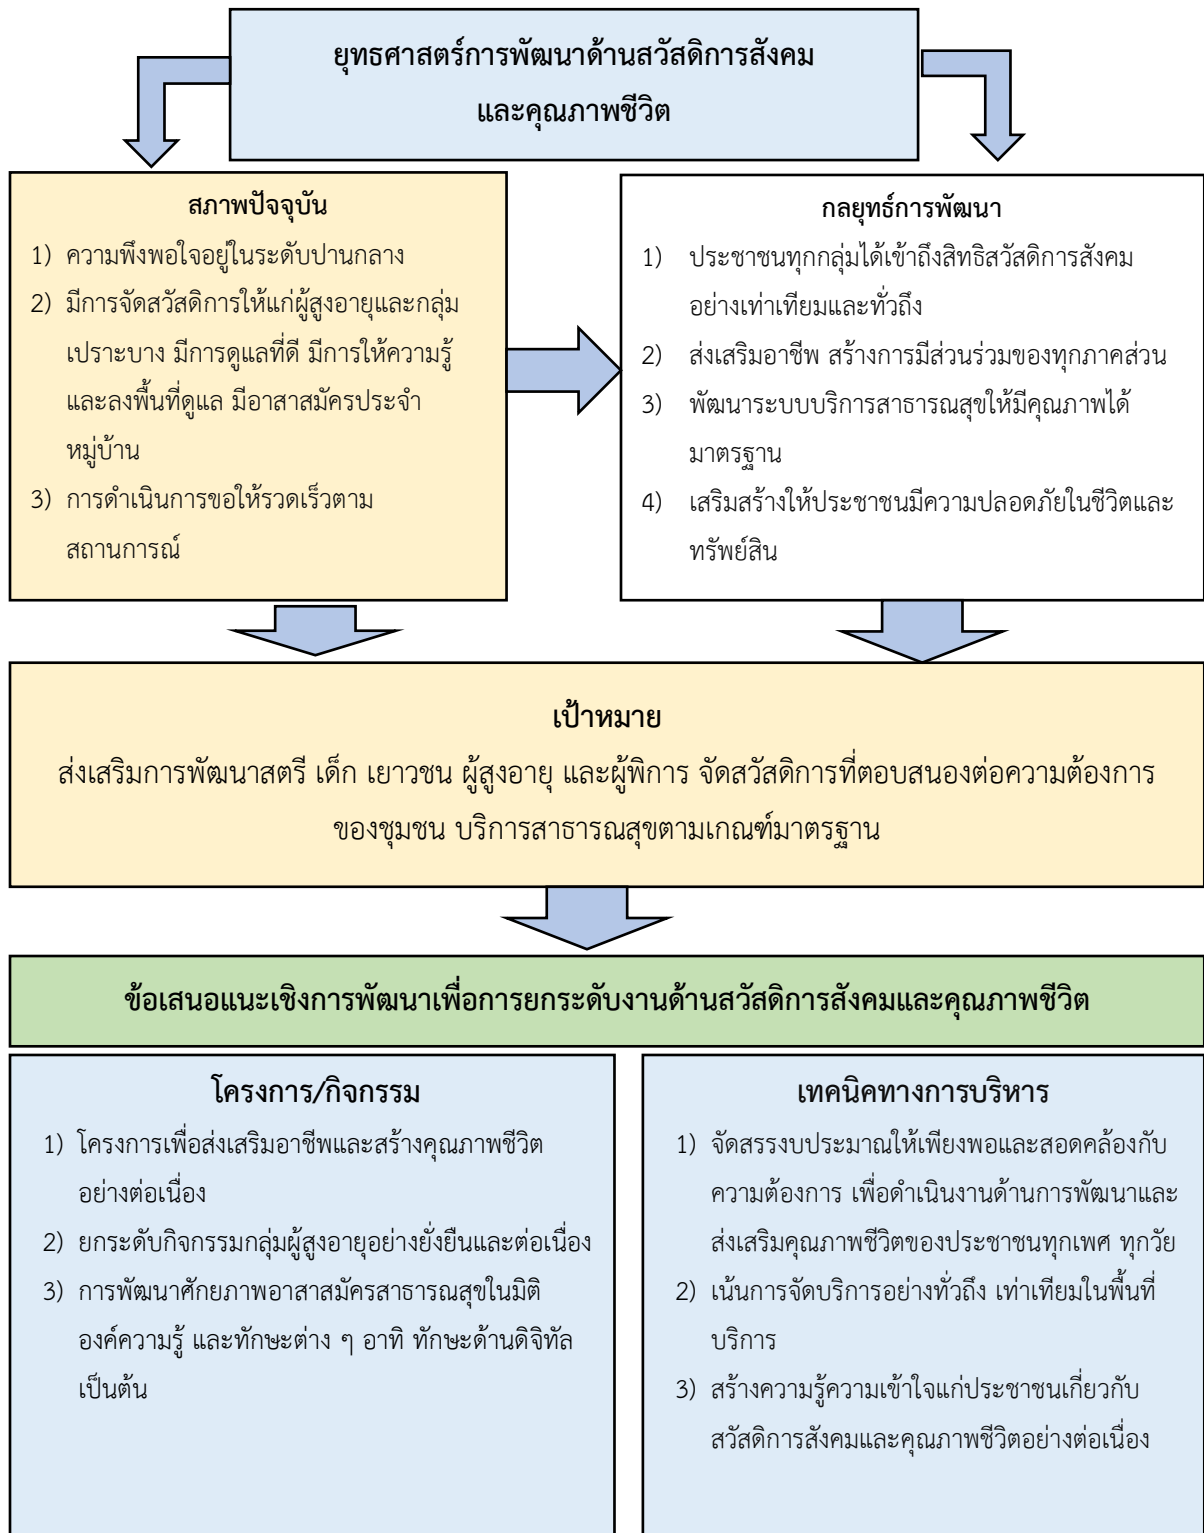 ยุทธศาสตร์การพัฒนาด้านสวัสดิการสังคม
และคุณภาพชีวิต
สภาพปัจจุบัน
1) ความพึงพอใจอยู่ในระดับปานกลาง
2) มีการจัดสวัสดิการให้แก่ผู้สูงอายุและกลุ่ม
เปราะบาง มีการดูแลที่ดี มีการให้ความรู้
และลงพื้นที่ดูแล มีอาสาสมัครประจำ
หมู่บ้าน
3) การดำเนินการขอให้รวดเร็วตาม
สถานการณ์
กลยุทธ์การพัฒนา
1) ประชาชนทุกกลุ่มได้เข้าถึงสิทธิสวัสดิการสังคม
อย่างเท่าเทียมและทั่วถึง
2) ส่งเสริมอาชีพ สร้างการมีส่วนร่วมของทุกภาคส่วน
3) พัฒนาระบบบริการสาธารณสุขให้มีคุณภาพได้
มาตรฐาน
4) เสริมสร้างให้ประชาชนมีความปลอดภัยในชีวิตและ
ทรัพย์สิน
เป้าหมาย
ส่งเสริมการพัฒนาสตรี เด็ก เยาวชน ผู้สูงอายุ และผู้พิการ จัดสวัสดิการที่ตอบสนองต่อความต้องการ
ของชุมชน บริการสาธารณสุขตามเกณฑ์มาตรฐาน
ข้อเสนอแนะเชิงการพัฒนาเพื่อการยกระดับงานด้านสวัสดิการสังคมและคุณภาพชีวิต
โครงการ/กิจกรรม
1) โครงการเพื่อส่งเสริมอาชีพและสร้างคุณภาพชีวิต
อย่างต่อเนื่อง
2) ยกระดับกิจกรรมกลุ่มผู้สูงอายุอย่างยั่งยืนและต่อเนื่อง
3) การพัฒนาศักยภาพอาสาสมัครสาธารณสุขในมิติ
องค์ความรู้ และทักษะต่าง ๆ อาทิ ทักษะด้านดิจิทัล
เป็นต้น
เทคนิคทางการบริหาร
1) จัดสรรงบประมาณให้เพียงพอและสอดคล้องกับ
ความต้องการ เพื่อดำเนินงานด้านการพัฒนาและ
ส่งเสริมคุณภาพชีวิตของประชาชนทุกเพศ ทุกวัย
2) เน้นการจัดบริการอย่างทั่วถึง เท่าเทียมในพื้นที่
บริการ
3) สร้างความรู้ความเข้าใจแก่ประชาชนเกี่ยวกับ
สวัสดิการสังคมและคุณภาพชีวิตอย่างต่อเนื่อง